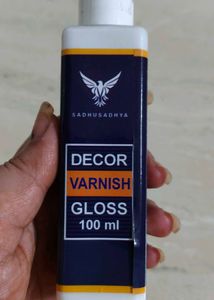 SADHUSADHYA
DECOR
VARNISH
GLOSS
100 ml